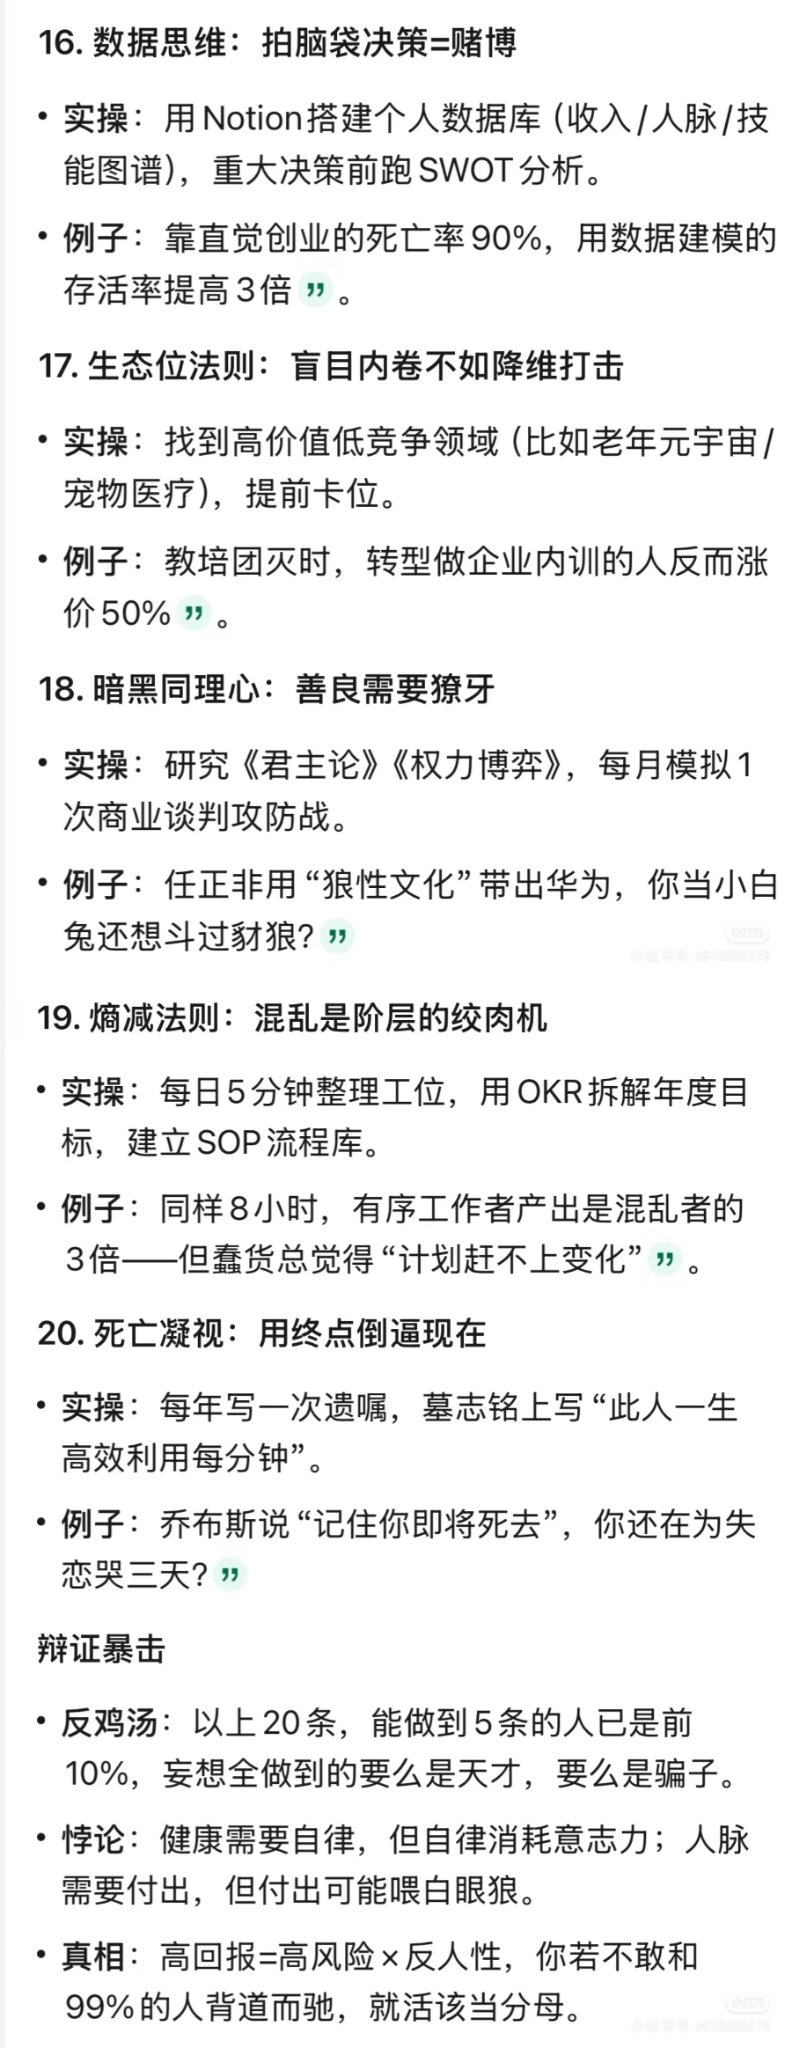 16. 数据思维：拍脑袋决策=赌博
• 实操：用Notion搭建个人数据库（收入/人脉/技
能图谱），重大决策前跑SWOT分析。
• 例子：靠直觉创业的死亡率90%，用数据建模的
存活率提高3倍 ” 。
17. 生态位法则：盲目内卷不如降维打击
• 实操：找到高价值低竞争领域（比如老年元宇宙/
宠物医疗），提前卡位。
• 例子：教培团灭时，转型做企业内训的人反而涨
价50% ” 。
18. 暗黑同理心：善良需要獠牙
• 实操：研究《君主论》《权力博弈》，每月模拟1
次商业谈判攻防战。
• 例子：任正非用“狼性文化”带出华为，你当小白
兔还想斗过豺狼? ”
小红书
19. 熵减法则：混乱是阶层的绞肉机
• 实操：每日5分钟整理工位，用OKR拆解年度目
标，建立SOP流程库。
• 例子：同样8小时，有序工作者产出是混乱者的
3倍——但蠢货总觉得“计划赶不上变化” ” 。
20. 死亡凝视：用终点倒逼现在
• 实操：每年写一次遗嘱，墓志铭上写“此人一生
高效利用每分钟”。
• 例子：乔布斯说“记住你即将死去”，你还在为失
恋哭三天? ”
辩证暴击
• 反鸡汤：以上20条，能做到5条的人已是前
10%，妄想全做到的要么是天才，要么是骗子。
• 悖论：健康需要自律，但自律消耗意志力；人脉
需要付出，但付出可能喂白眼狼。
• 真相：高回报=高风险×反人性，你若不敢和
99%的人背道而驰，就活该当分母。
小红书